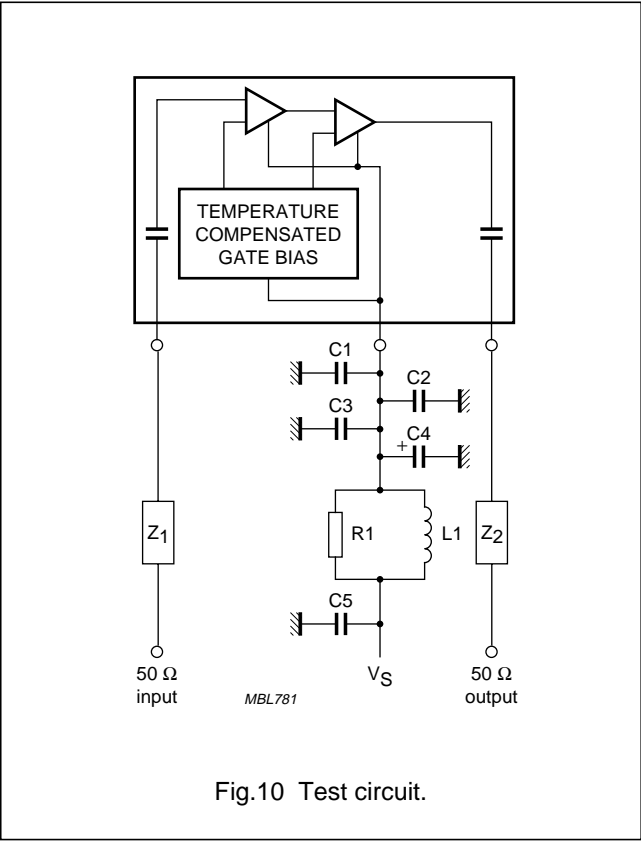 TEMPERATURE
COMPENSATED
GATE BIAS
C1
C2
C3
C4
+
R1
L1
Z1
Z2
C5
VS
50 Ω
input
50 Ω
output
MBL781
Fig.10 Test circuit.